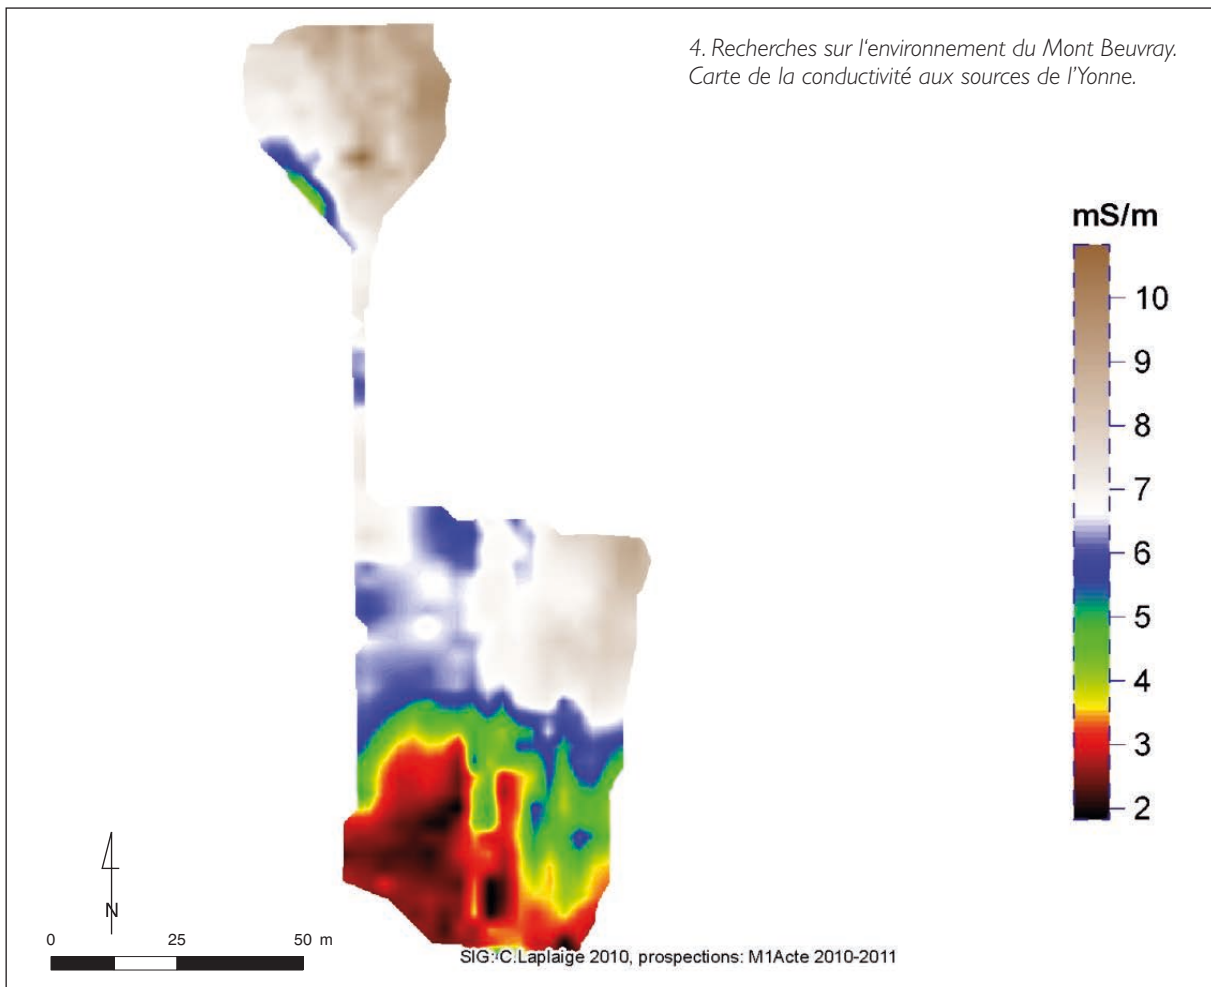 4. Recherches sur l'environnement du Mont Beuvray.
Carte de la conductivité aux sources de l'Yonne.
mS/m
10
9
8
7
6
5
4
3
2
N
0 25 50 m
SIG: C.Laplaige 2010, prospections: M1Acte 2010-2011